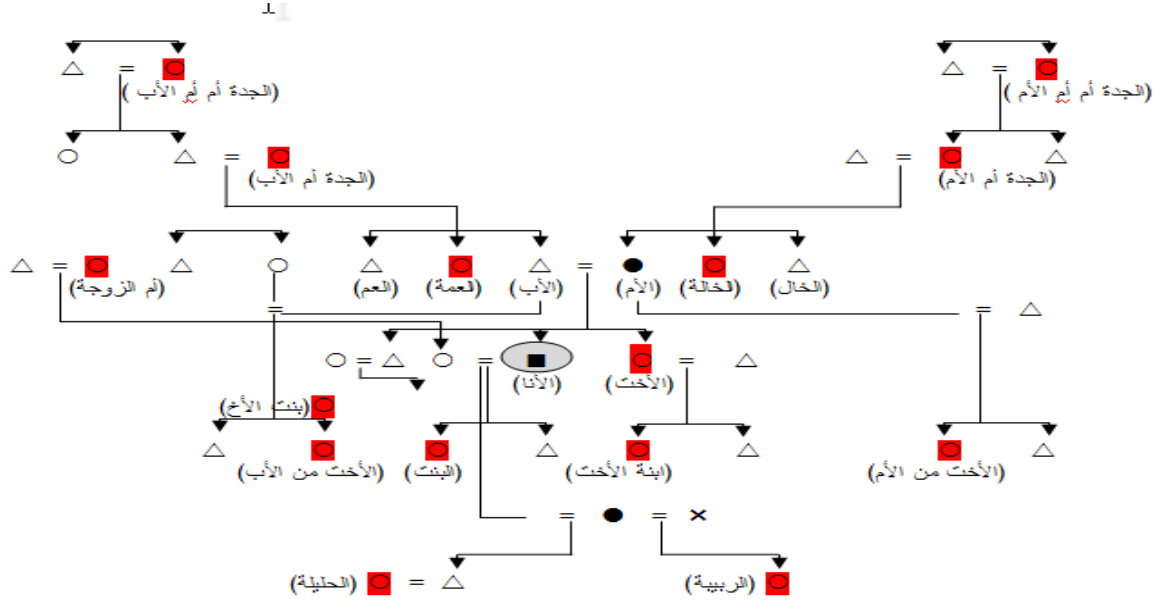 (الجدة أم أم الأم )
(الجدة أم أم الأب )
(الجدة أم الأم)
(الجدة أم الأب)
(الخال)
(الخالة)
(الأم)
(الأب)
(العمة)
(العم)
(أم الزوجة)
(الأخت)
(الأنا)
(بنت الأخ)
(الأخت من الأم)
(ابنة الأخت)
(البنت)
(الأخت من الأب)
(الربيبة)
(الحليلة)